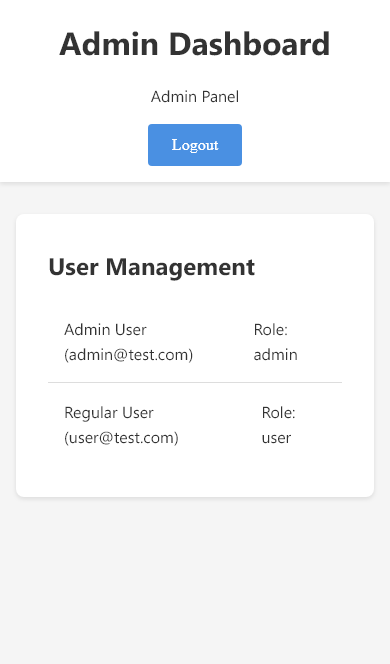 Admin Dashboard
Admin Panel
Logout
User Management
Admin User
(admin@test.com)
Role:
admin
Regular User
(user@test.com)
Role:
user